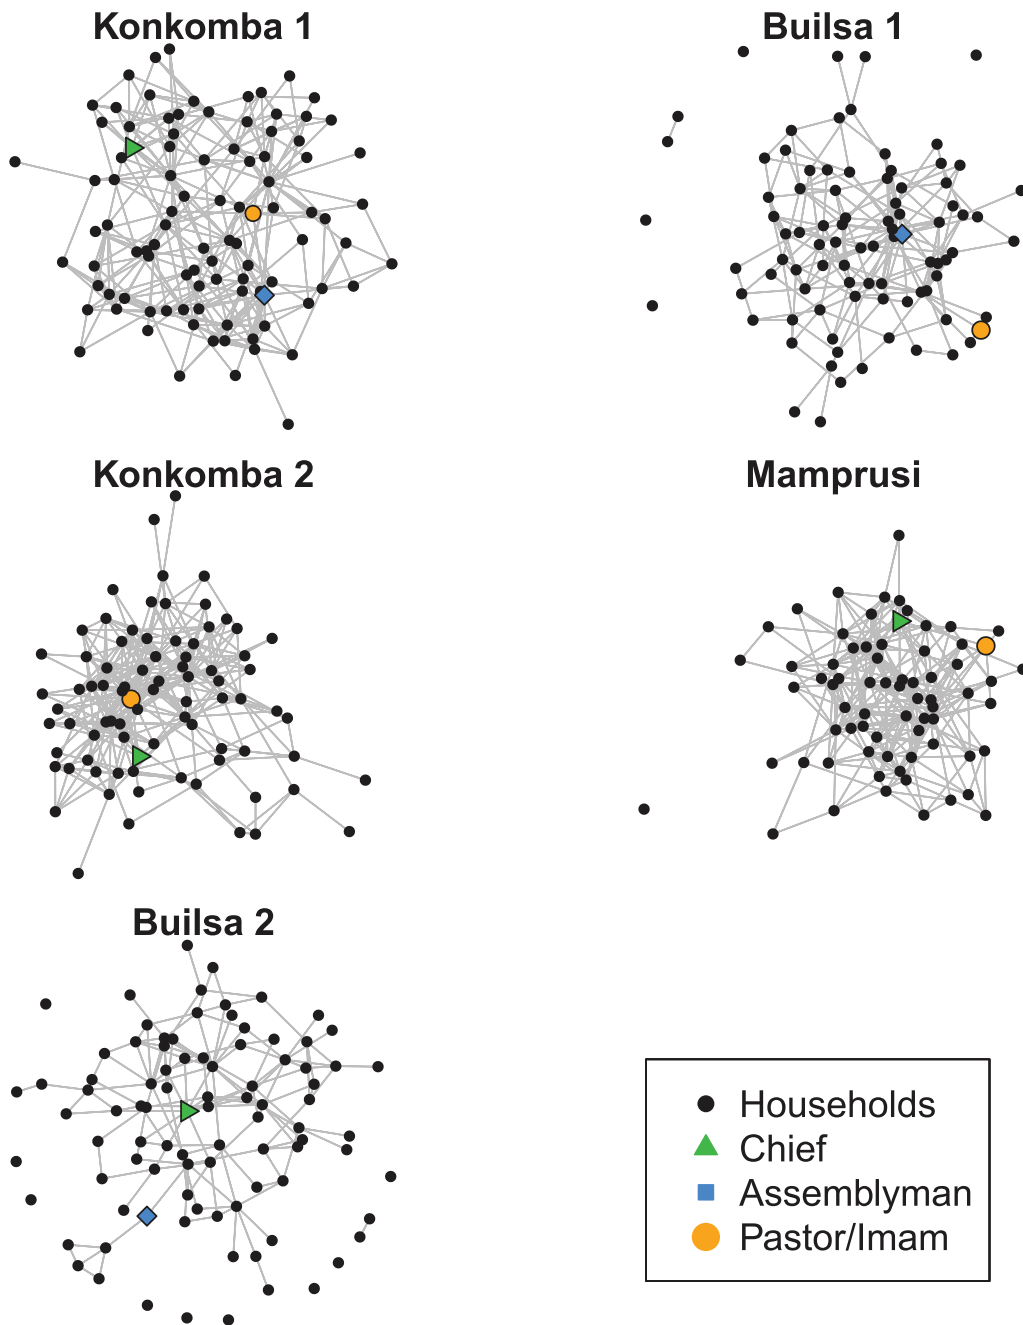 Konkomba 1
Builsa 1
Konkomba 2
Mamprusi
Builsa 2
Households
Chief
Assemblyman
Pastor/Imam